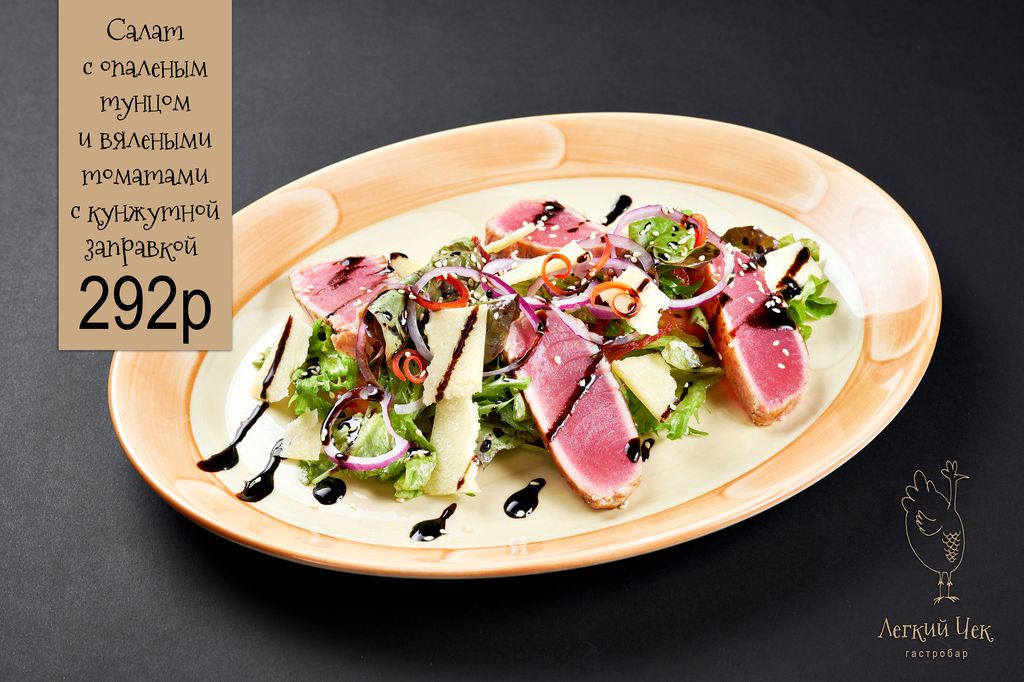 Салат
с опаленым
тунцом
и вялеными
томатами
с кунжутной
заправкой
292р
Легкий Чек
гастробар